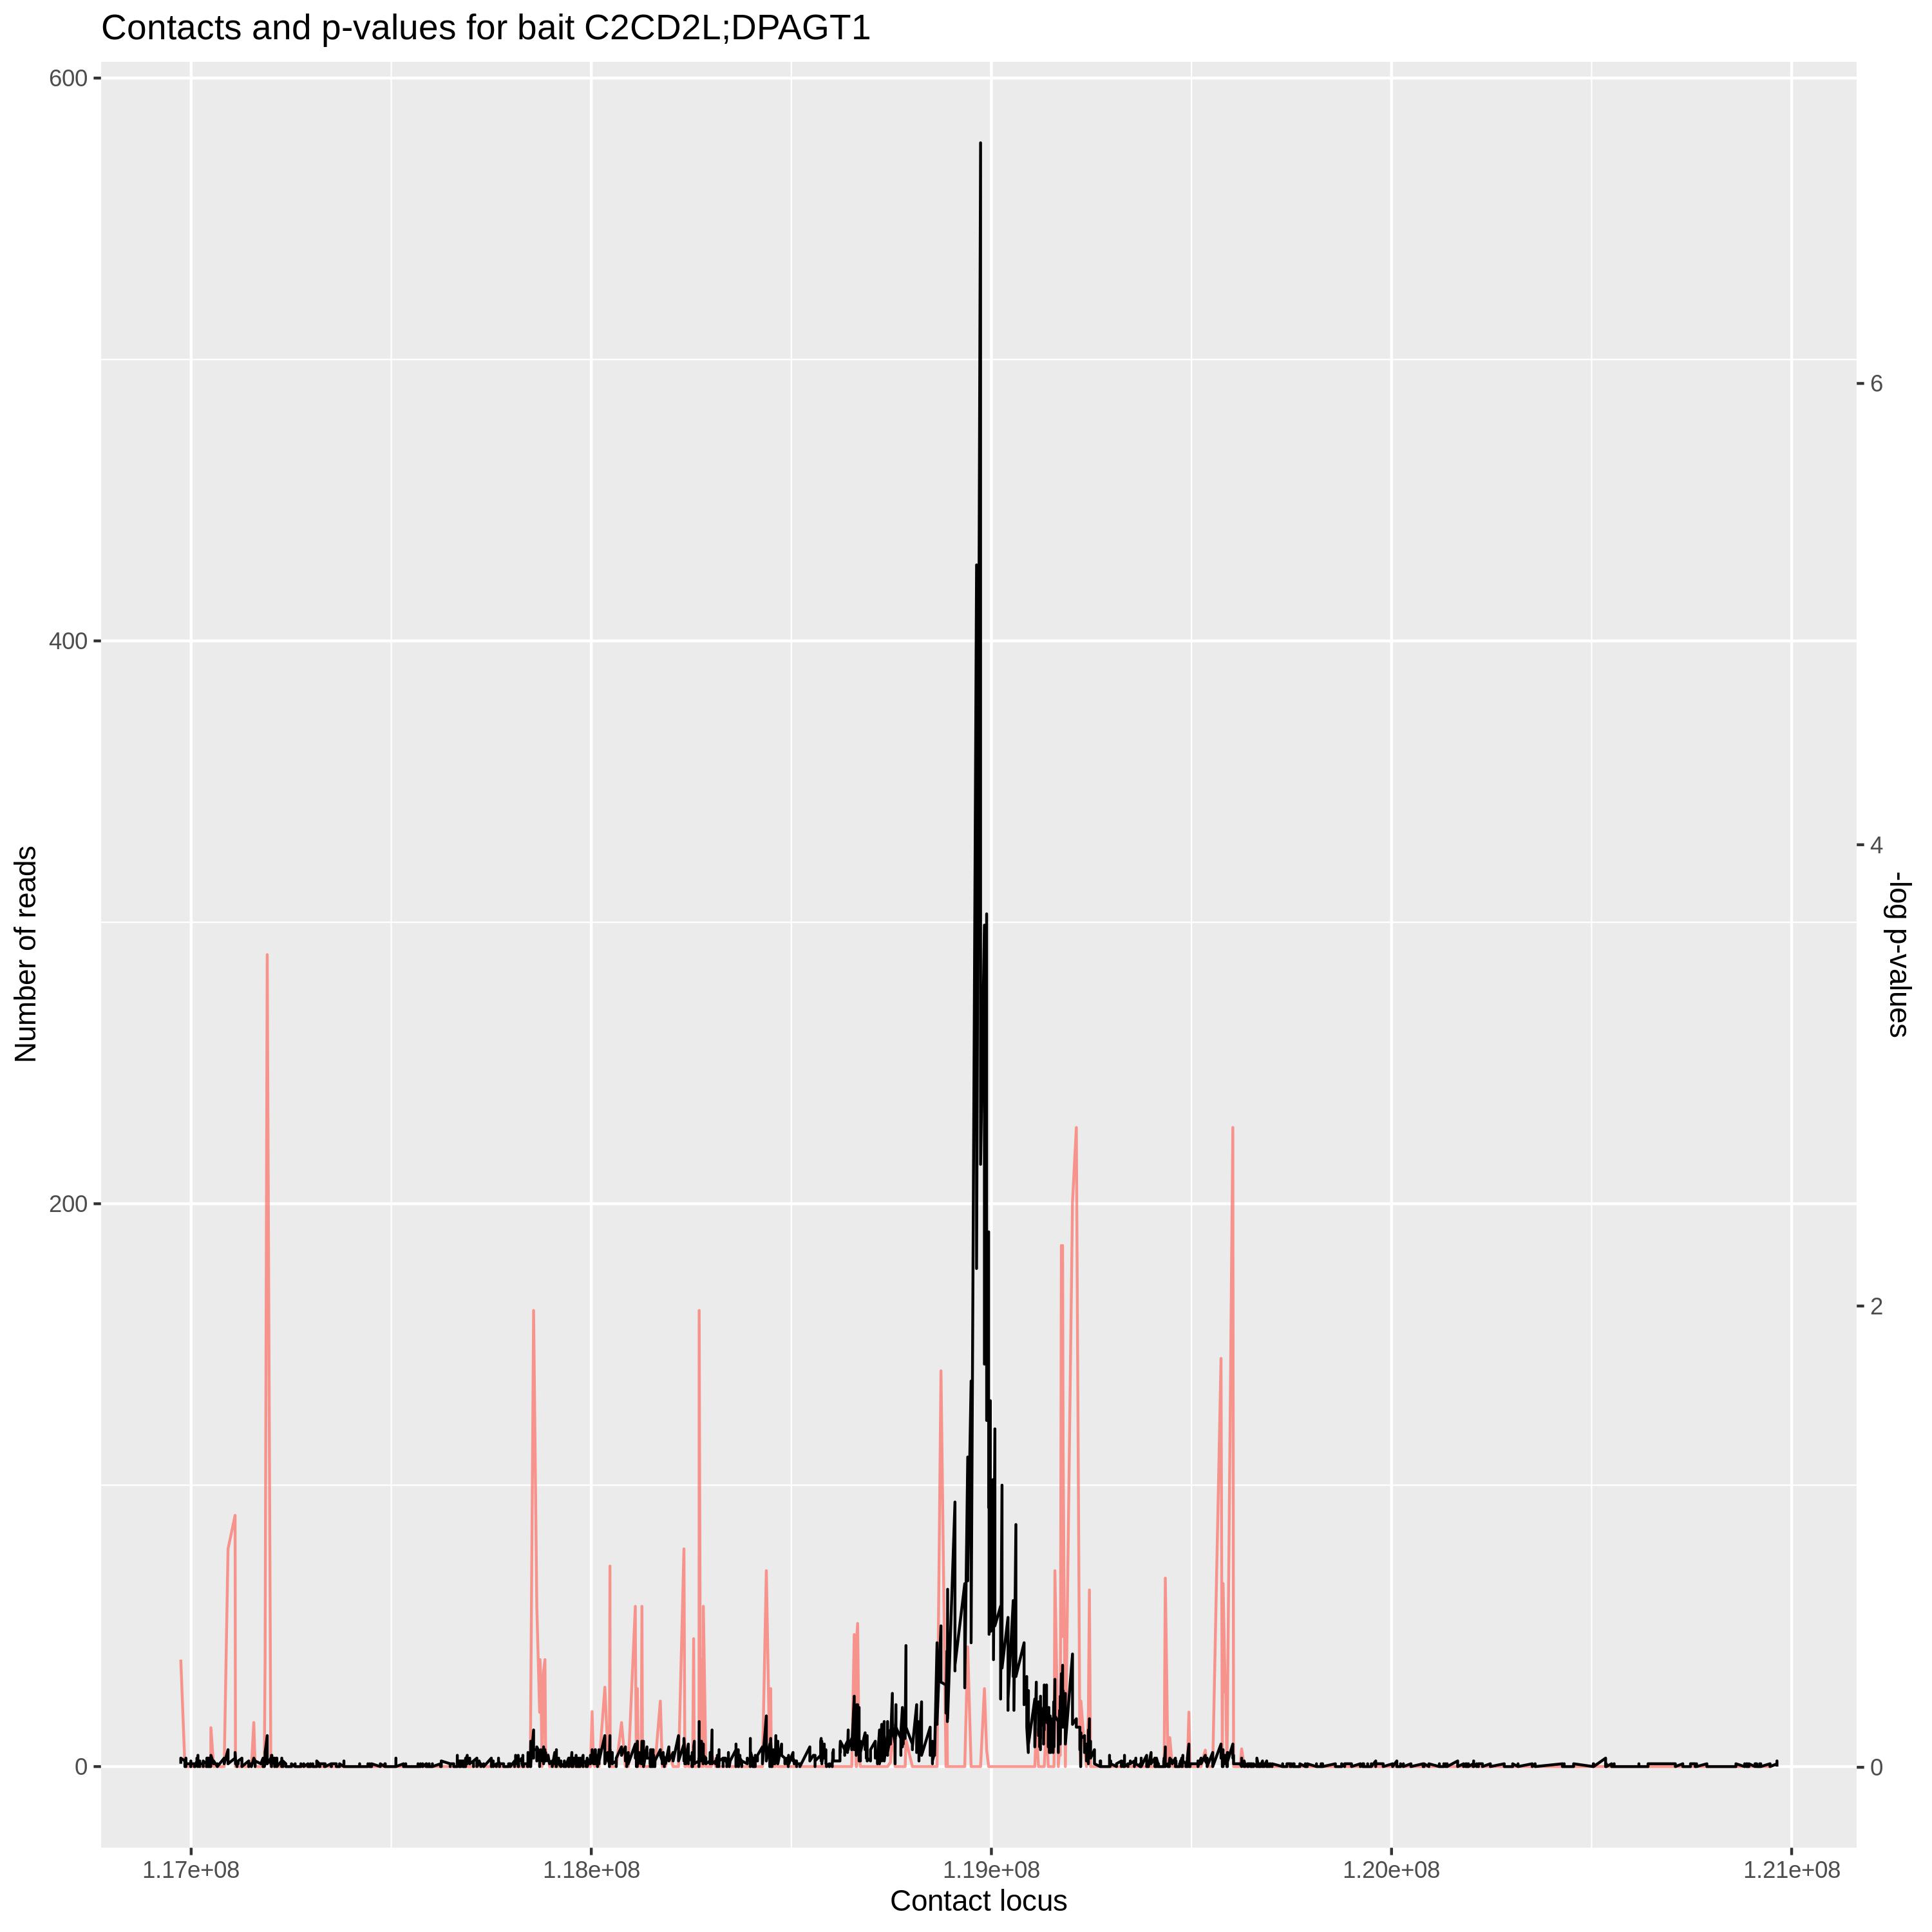 Contacts and p-values for bait C2CD2L;DPAGT1
600
400
200
0
Number of reads
6
4
2
0
-log p-values
1.17e+08
1.18e+08
1.19e+08
1.20e+08
1.21e+08
Contact locus